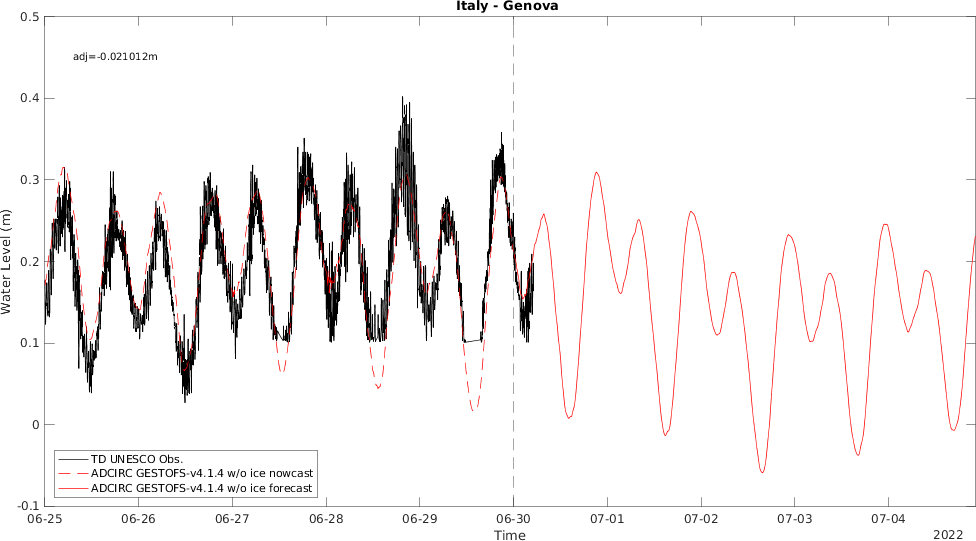 Italy - Genova
0.5
adj=-0.021012m
0.4
0.3
0.2
0.1
0
-0.1
Water Level (m)
TD UNESCO Obs.
ADCIRC GESTOFS-v4.1.4 w/o ice nowcast
ADCIRC GESTOFS-v4.1.4 w/o ice forecast
06-25 06-26 06-27 06-28 06-29 06-30 07-01 07-02 07-03 07-04
Time
2022